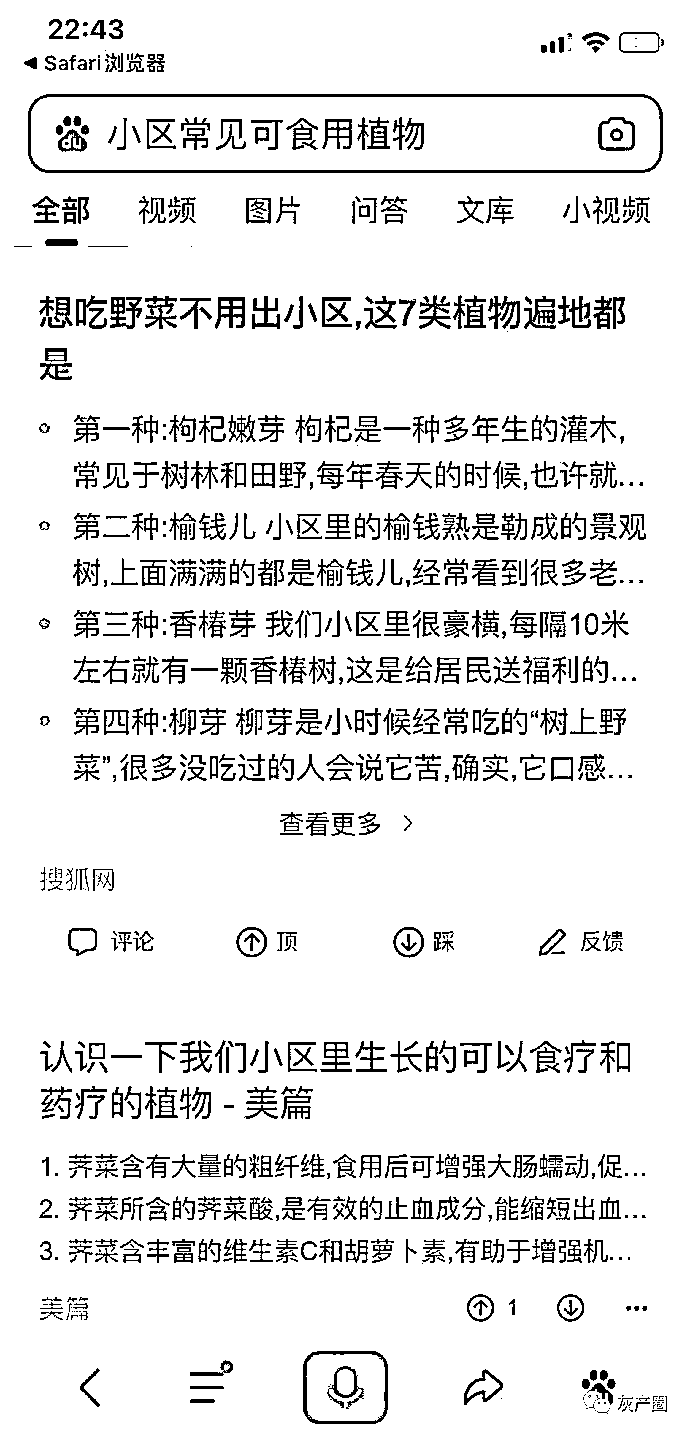 22:43
Safari浏览器
小区常见可食用植物
全部 视频 图片 问答 文库 小视频
想吃野菜不用出小区,这7类植物遍地都
是
第一种:枸杞嫩芽 枸杞是一种多年生的灌木,
常见于树林和田野,每年春天的时候,也许就...
第二种:榆钱儿 小区里的榆钱熟是勒成的景观
树,上面满满的都是榆钱儿,经常看到很多老...
第三种:香椿芽 我们小区里很豪横,每隔10米
左右就有一颗香椿树,这是给居民送福利的...
第四种:柳芽 柳芽是小时候经常吃的“树上野
菜”,很多没吃过的人会说它苦,确实,它口感...
查看更多
搜狐网
评论 顶 踩 反馈
认识一下我们小区里生长的可以食疗和
药疗的植物 - 美篇
1. 荠菜含有大量的粗纤维,食用后可增强大肠蠕动,促...
2. 荠菜所含的荠菜酸,是有效的止血成分,能缩短出血...
3. 荠菜含丰富的维生素C和胡萝卜素,有助于增强机...
美篇 1
灰产圈